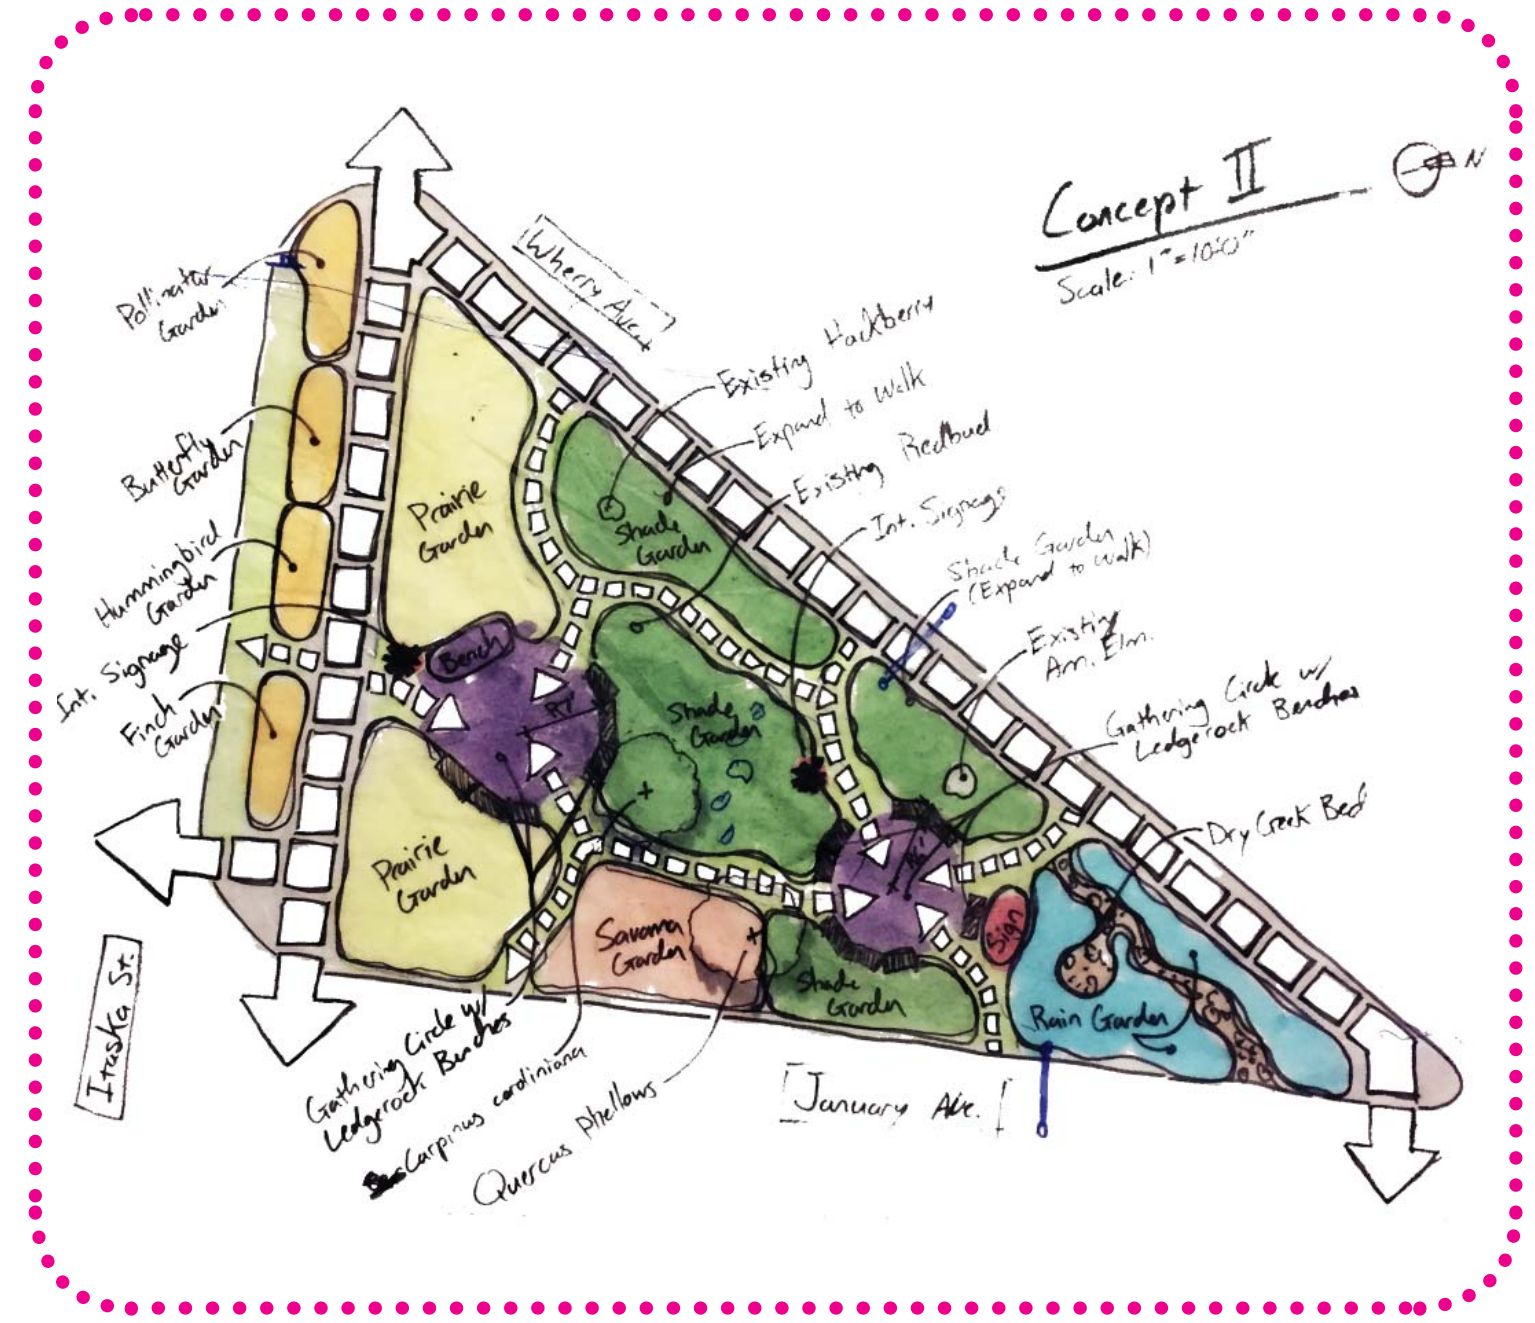 Concept II
N
Scale: 1"=10'0"
Wherry Avenue
Pollinator
Garden
Existing Hackberry
Expand to Walk
Existing Redbud
Int. Signage
Shade Garden
(Expand to walk)
Existing
Am. Elm.
Gathering Circle w/
Ledgerock Benches
Dry Creek Bed
Butterfly
Garden
Hummingbird
Garden
Int. Signage
Finch
Garden
Prairie
Garden
Shade
Garden
Bench
Shade
Garden
Prairie
Garden
Savanna
Garden
Shade
Garden
Sign
Rain Garden
Itaska St.
Gathering Circle w/
Ledgerock Benches
Carpinus cardiniana
Quercus Phellows
January Ave.